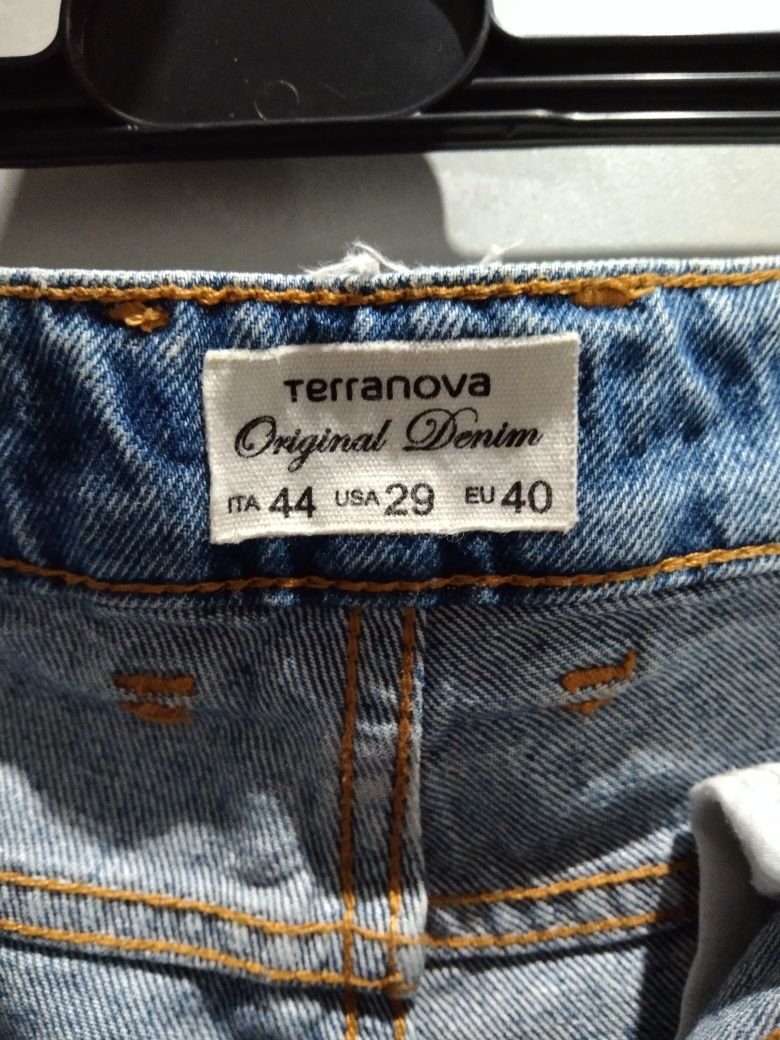 Terranova
Original Denim
ITA 44 USA 29 EU 40